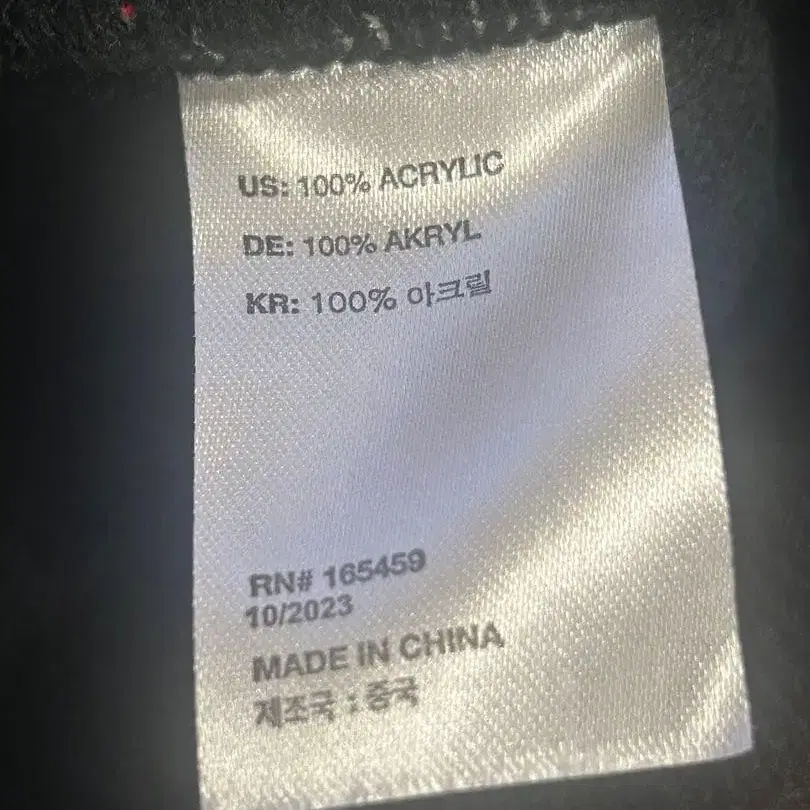 US: 100% ACRYLIC
DE: 100% AKRYL
KR: 100% 아크릴
RN# 165459
10/2023
MADE IN CHINA
제조국 : 중국